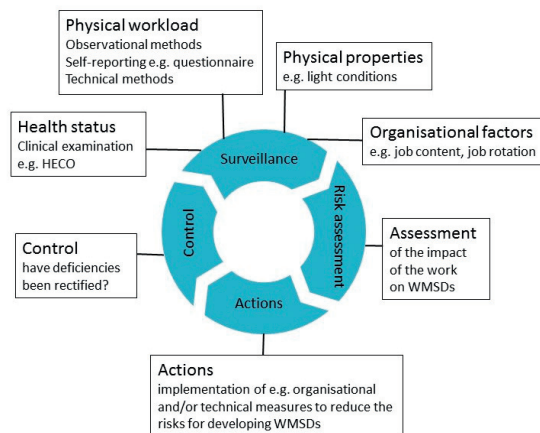 Physical workload
Observational methods
Self-reporting e.g. questionnaire
Technical methods
Physical properties
e.g. light conditions
Health status
Clinical examination
e.g. HECO
Organisational factors
e.g. job content, job rotation
Surveillance
Risk assessment
Control
Actions
Control
have deficiencies
been rectified?
Assessment
of the impact
of the work
on WMSDs
Actions
implementation of e.g. organisational
and/or technical measures to reduce the
risks for developing WMSDs